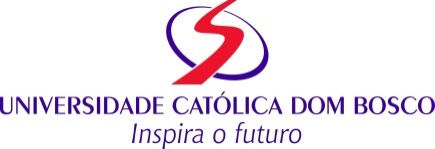 UNIVERSIDADE CATÓLICA DOM BOSCO
Inspira o futuro